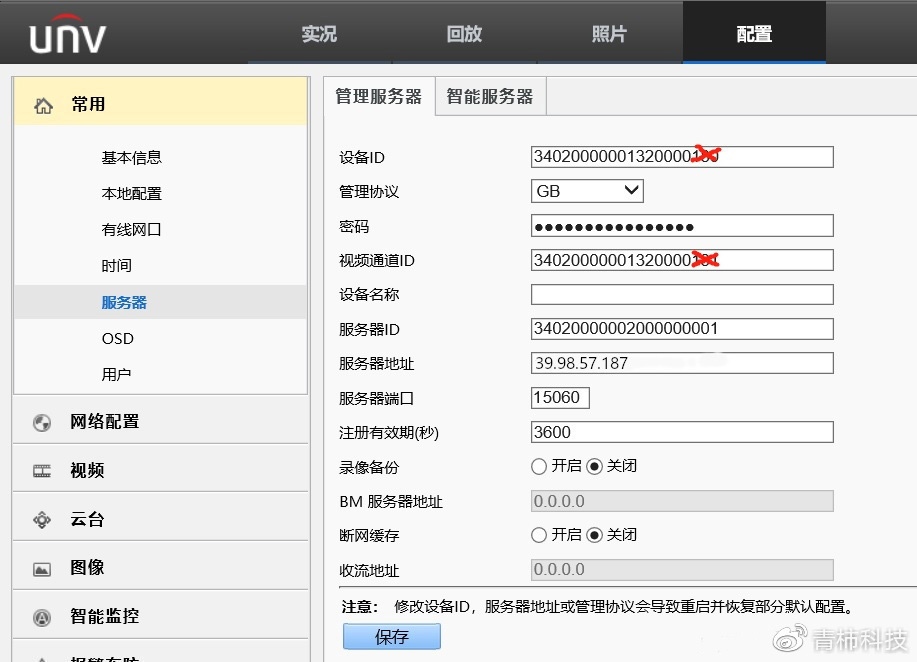 unv
实况 回放 照片 配置
常用
基本信息
本地配置
有线网口
时间
服务器
OSD
用户
网络配置
视频
云台
图像
智能监控
管理服务器 智能服务器
设备ID 34020000001320000
管理协议 GB
密码 ●●●●●●●●●●●●●●●●
视频通道ID 34020000001320000
设备名称
服务器ID 34020000002000000001
服务器地址 39.98.57.187
服务器端口 15060
注册有效期(秒) 3600
录像备份 开启 关闭
BM 服务器地址 0.0.0.0
断网缓存 开启 关闭
收流地址 0.0.0.0
注意： 修改设备ID，服务器地址或管理协议会导致重启并恢复部分默认配置。
保存
青柿科技